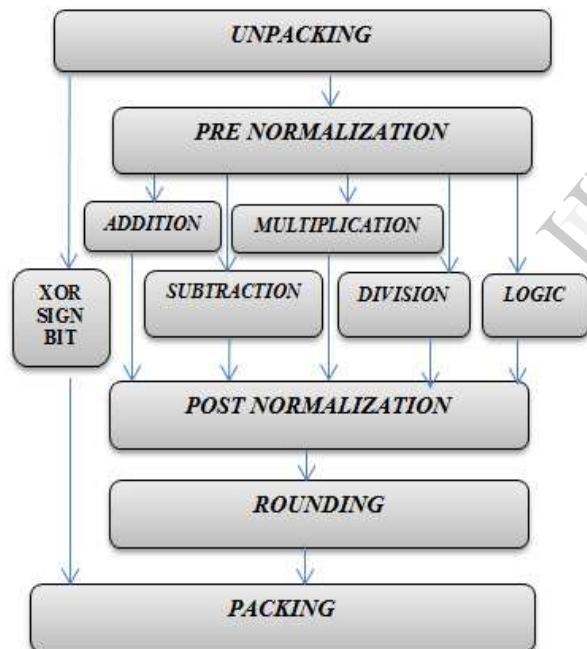 UNPACKING
PRE NORMALIZATION
ADDITION
MULTIPLICATION
XOR
SIGN
BIT
SUBTRACTION
DIVISION
LOGIC
POST NORMALIZATION
ROUNDING
PACKING